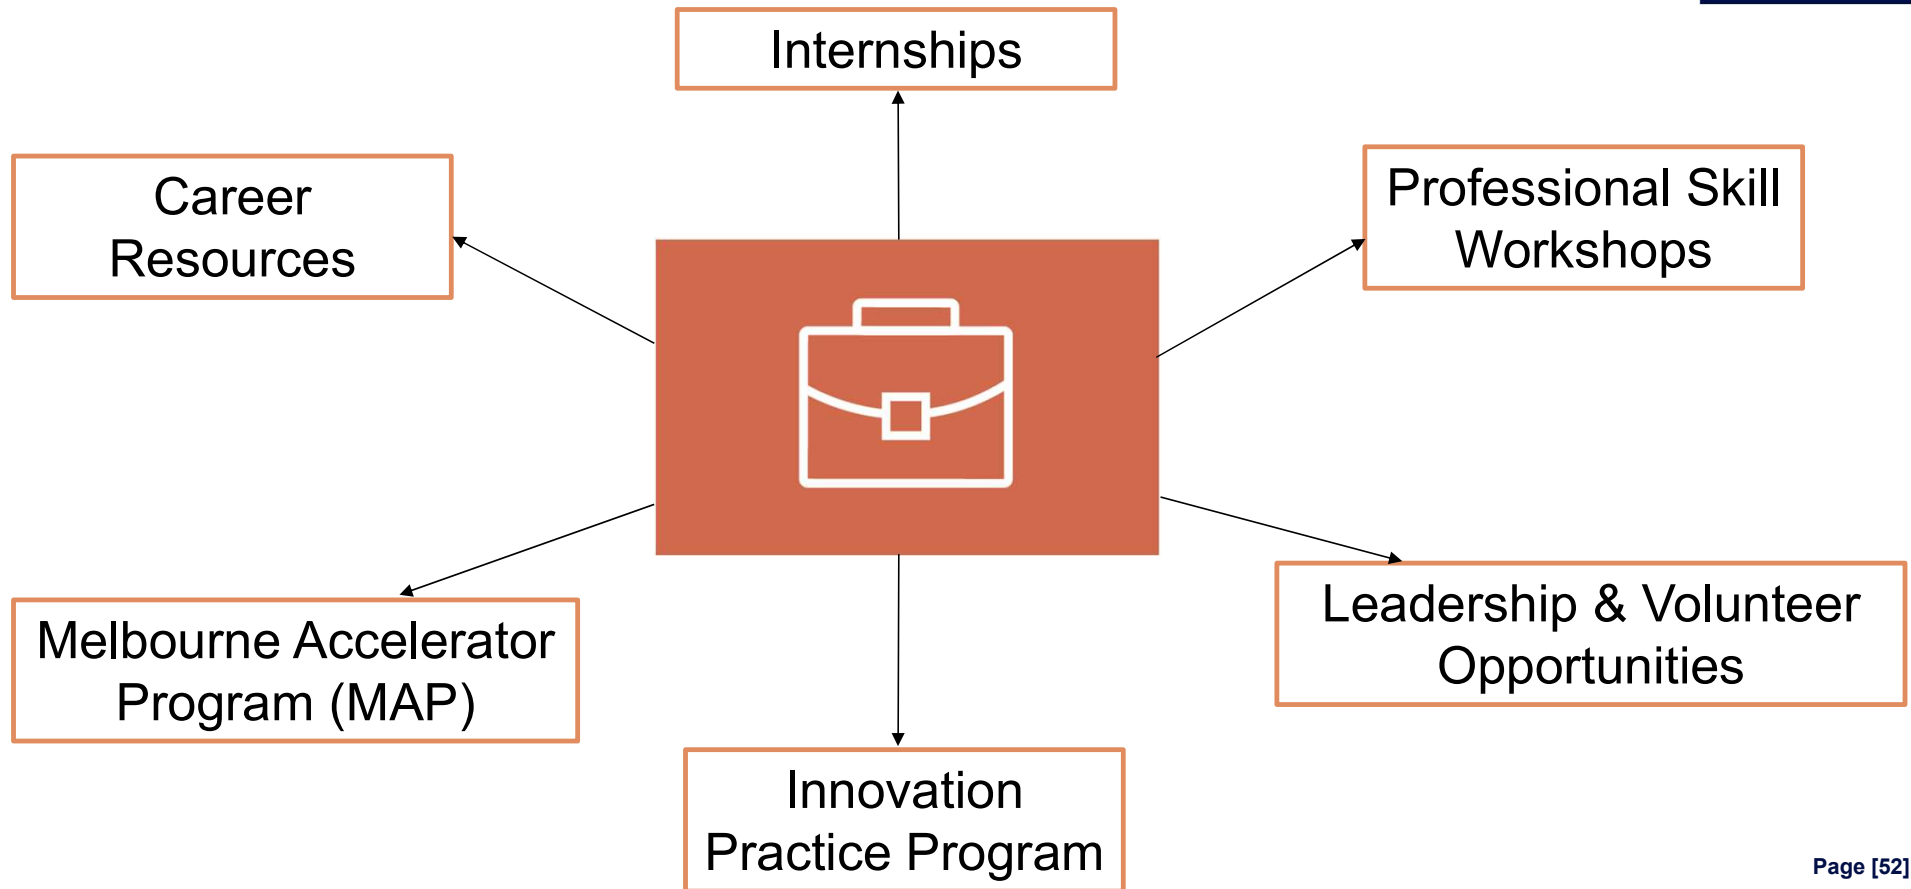 Internships
Career
Resources
Professional Skill
Workshops
Melbourne Accelerator
Program (MAP)
Leadership & Volunteer
Opportunities
Innovation
Practice Program
Page [52]